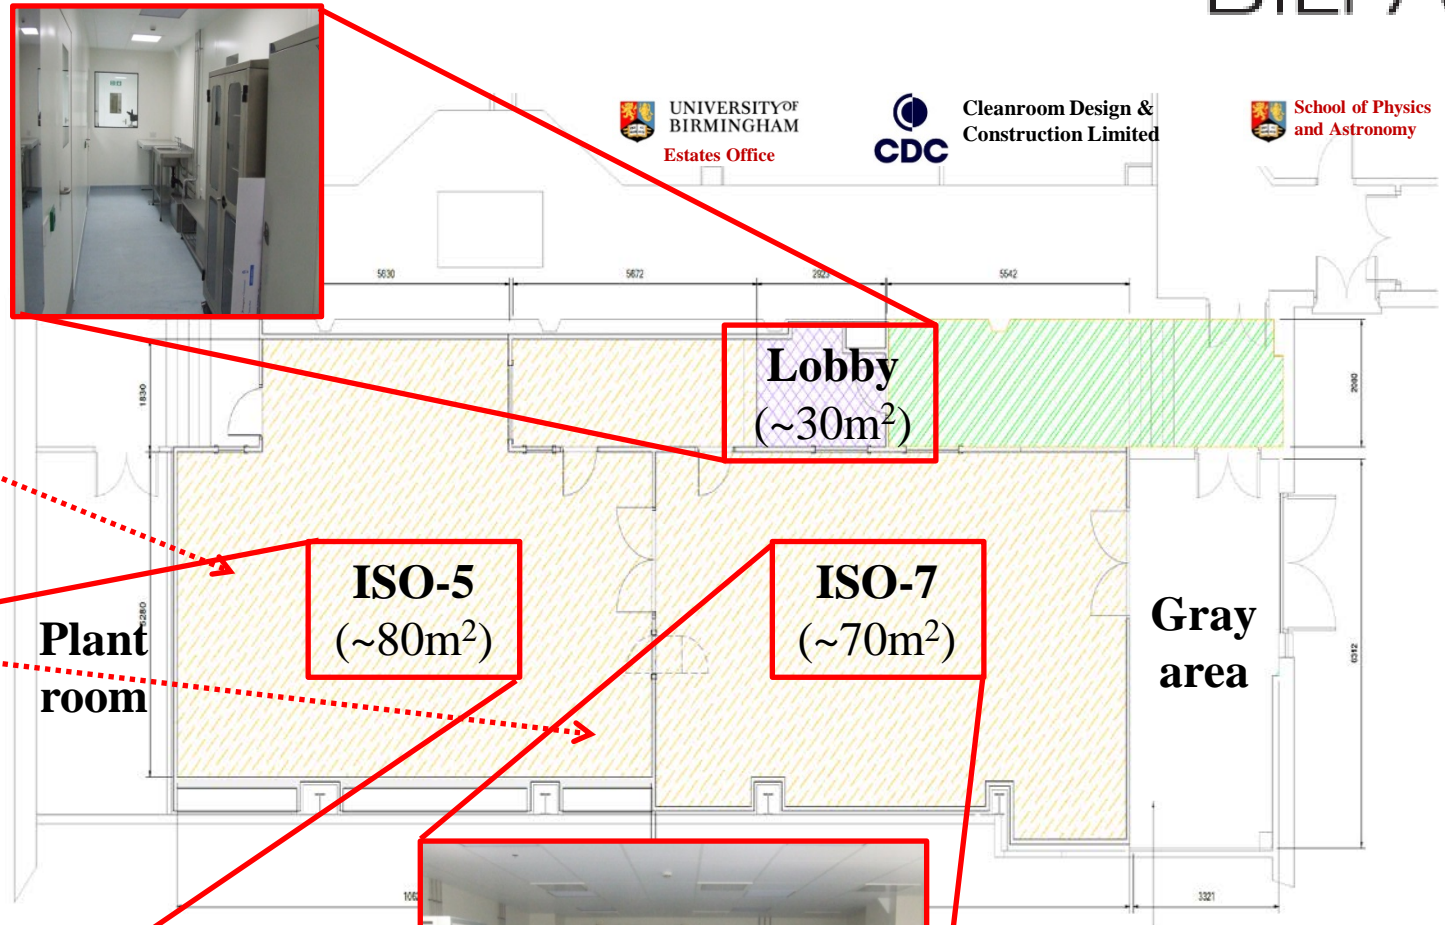 UNIVERSITY OF
BIRMINGHAM
Estates Office
CDC
Cleanroom Design &
Construction Limited
School of Physics
and Astronomy
5630
5672
2923
5542
1830
2080
Lobby
(~30m²)
ISO-5
(~80m²)
ISO-7
(~70m²)
Gray
area
Plant
room
5280
6312
3321